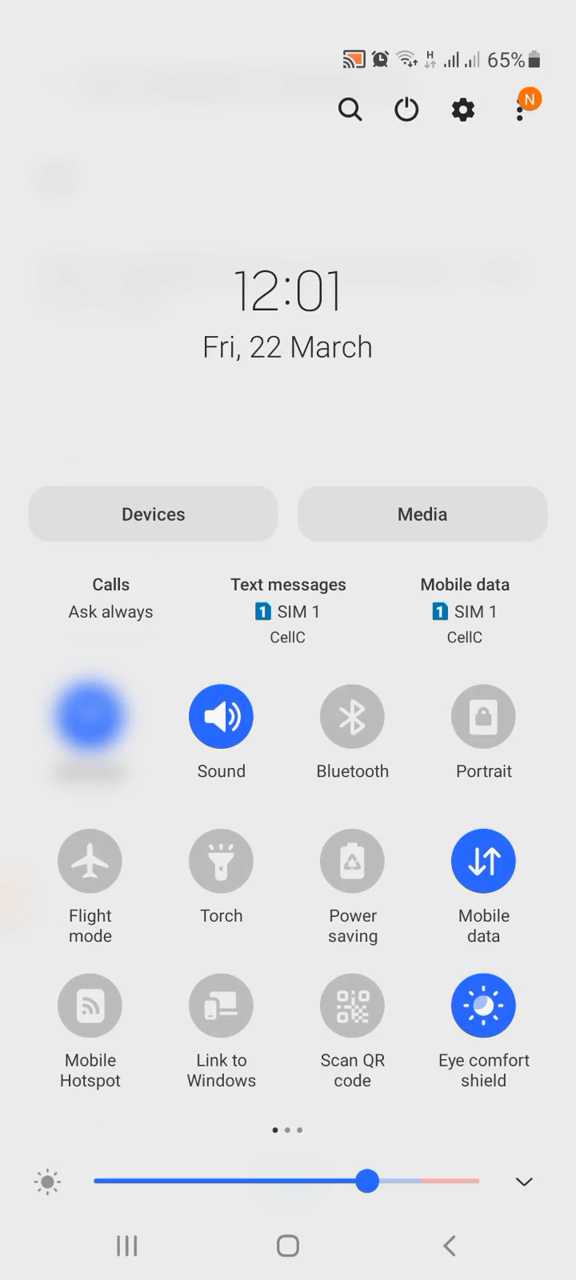 H
65%
N
12:01
Fri, 22 March
Devices
Media
Calls
Text messages
Mobile data
Ask always
1 SIM 1
1 SIM 1
CellC
CellC
Sound
Bluetooth
Portrait
Flight
mode
Torch
Power
saving
Mobile
data
Mobile
Hotspot
Link to
Windows
Scan QR
code
Eye comfort
shield